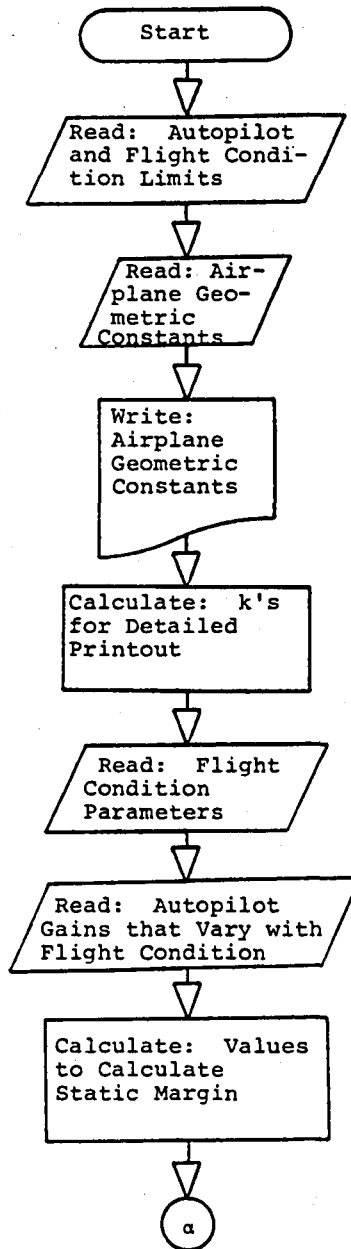 Start
Read: Autopilot
and Flight Condi-
tion Limits
Read: Air-
plane Geo-
metric
Constants
Write:
Airplane
Geometric
Constants
Calculate: k's
for Detailed
Printout
Read: Flight
Condition
Parameters
Read: Autopilot
Gains that Vary with
Flight Condition
Calculate: Values
to Calculate
Static Margin
α